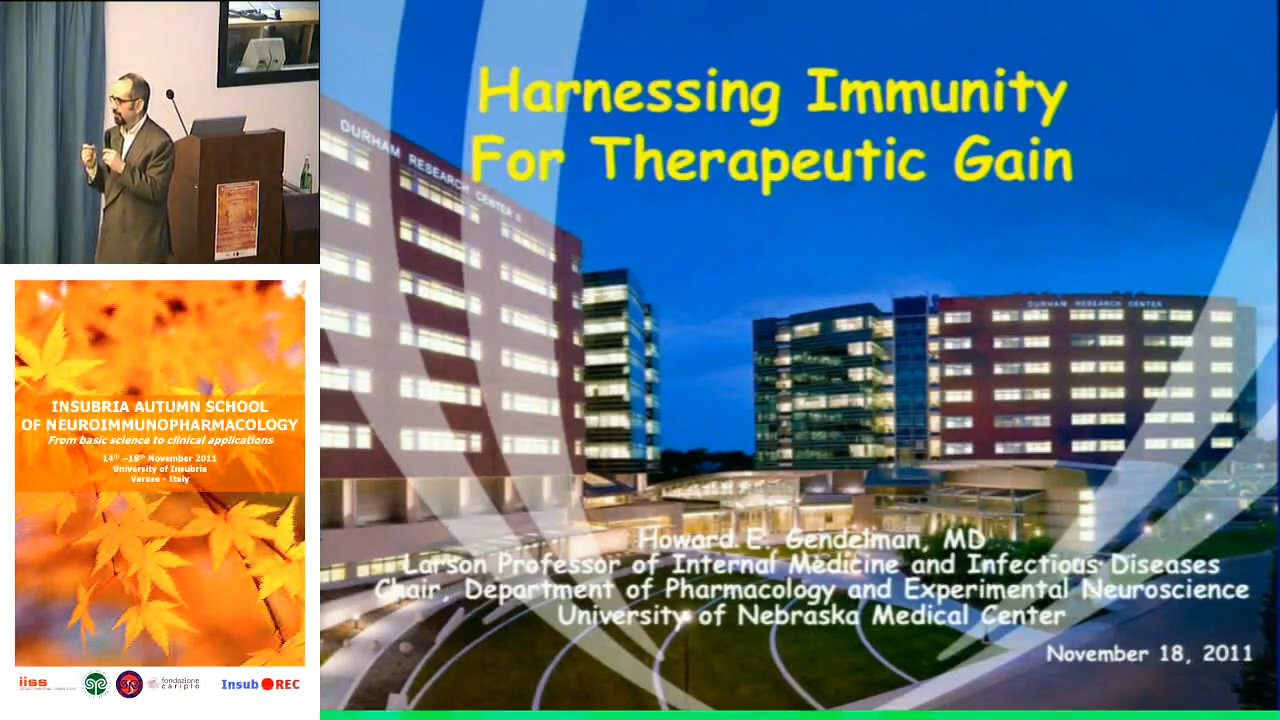 Harnessing Immunity
For Therapeutic Gain
DURHAM RESEARCH CENTER II
DURHAM RESEARCH CENTER
Howard E. Gendelman, MD
Larson Professor of Internal Medicine and Infectious Diseases
Chair, Department of Pharmacology and Experimental Neuroscience
University of Nebraska Medical Center
November 18, 2011
INSUBRIA AUTUMN SCHOOL
OF NEUROIMMUNOPHARMACOLOGY
From basic science to clinical applications
14th –18th November 2011
University of Insubria
Varese - Italy
iiss
fondazione
cariplo
Insub REC